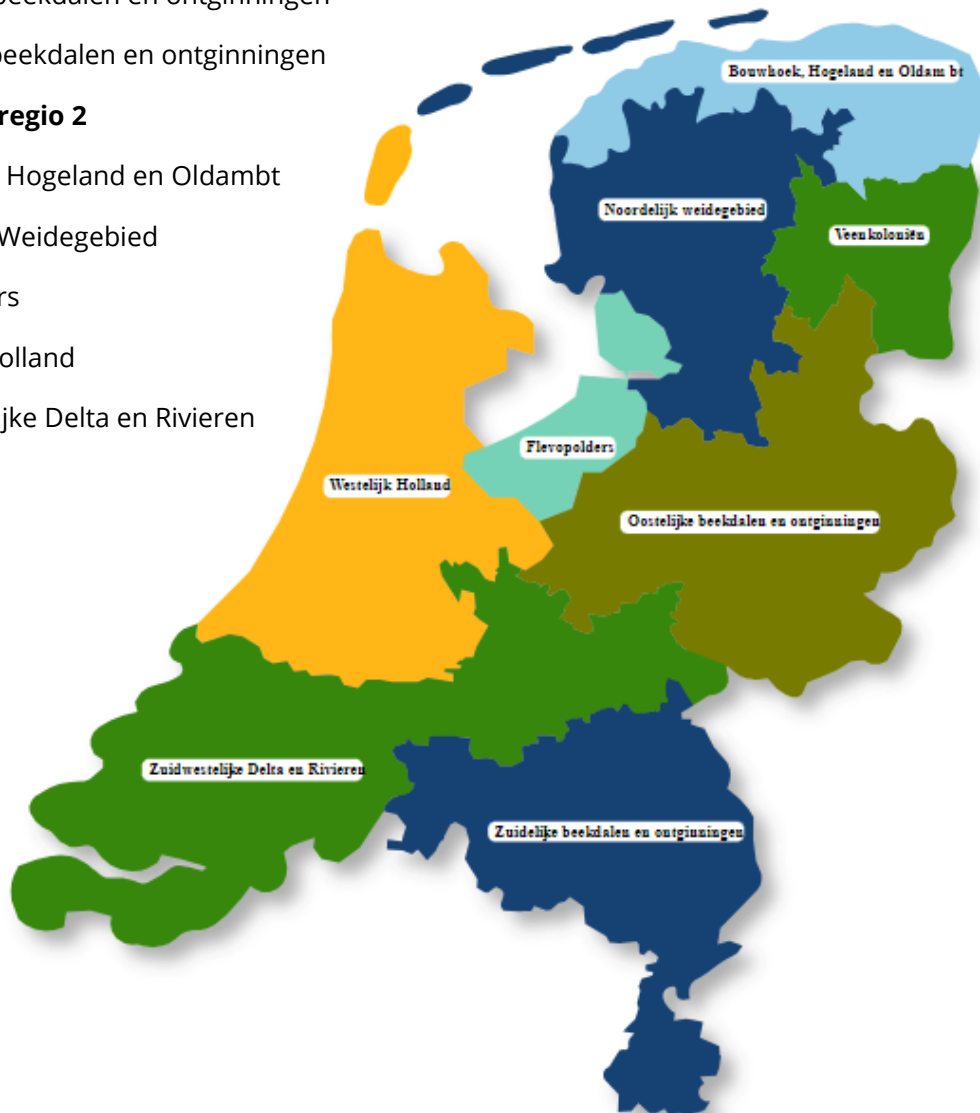 beekdalen en ontginningen
beekdalen en ontginningen
regio 2
Hogeland en Oldambt
Weidegebied
rs
olland
ijke Delta en Rivieren
Bouwhoek, Hogeland en Oldam bt
Noordelijk weidegebied
Veenkoloniën
Flevopolders
Westelijk Holland
Oostelijke beekdalen en ontginningen
Zuidwestelijke Delta en Rivieren
Zuidelijke beekdalen en ontginningen